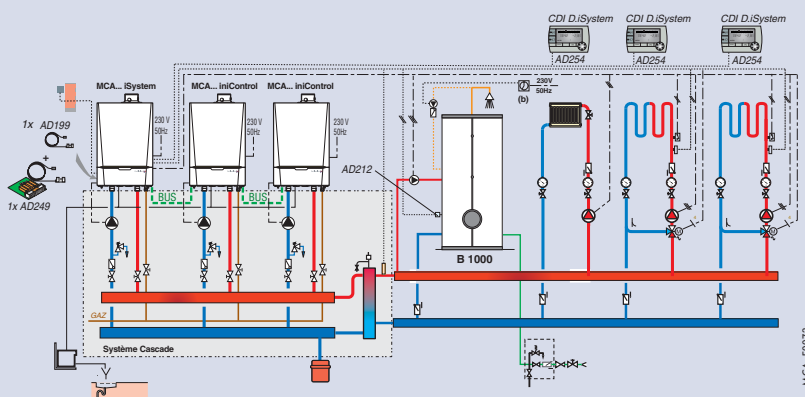 CDI D.iSystem CDI D.iSystem CDI D.iSystem
AD254 AD254 AD254
MCA... iSystem MCA... iniControl MCA... iniControl
230V
50Hz
(b)
230 V
50Hz
230 V
50Hz
230 V
50Hz
1x AD199
+
1x AD249
AD212
BUS BUS
B 1000
M M
GAZ
Système Cascade